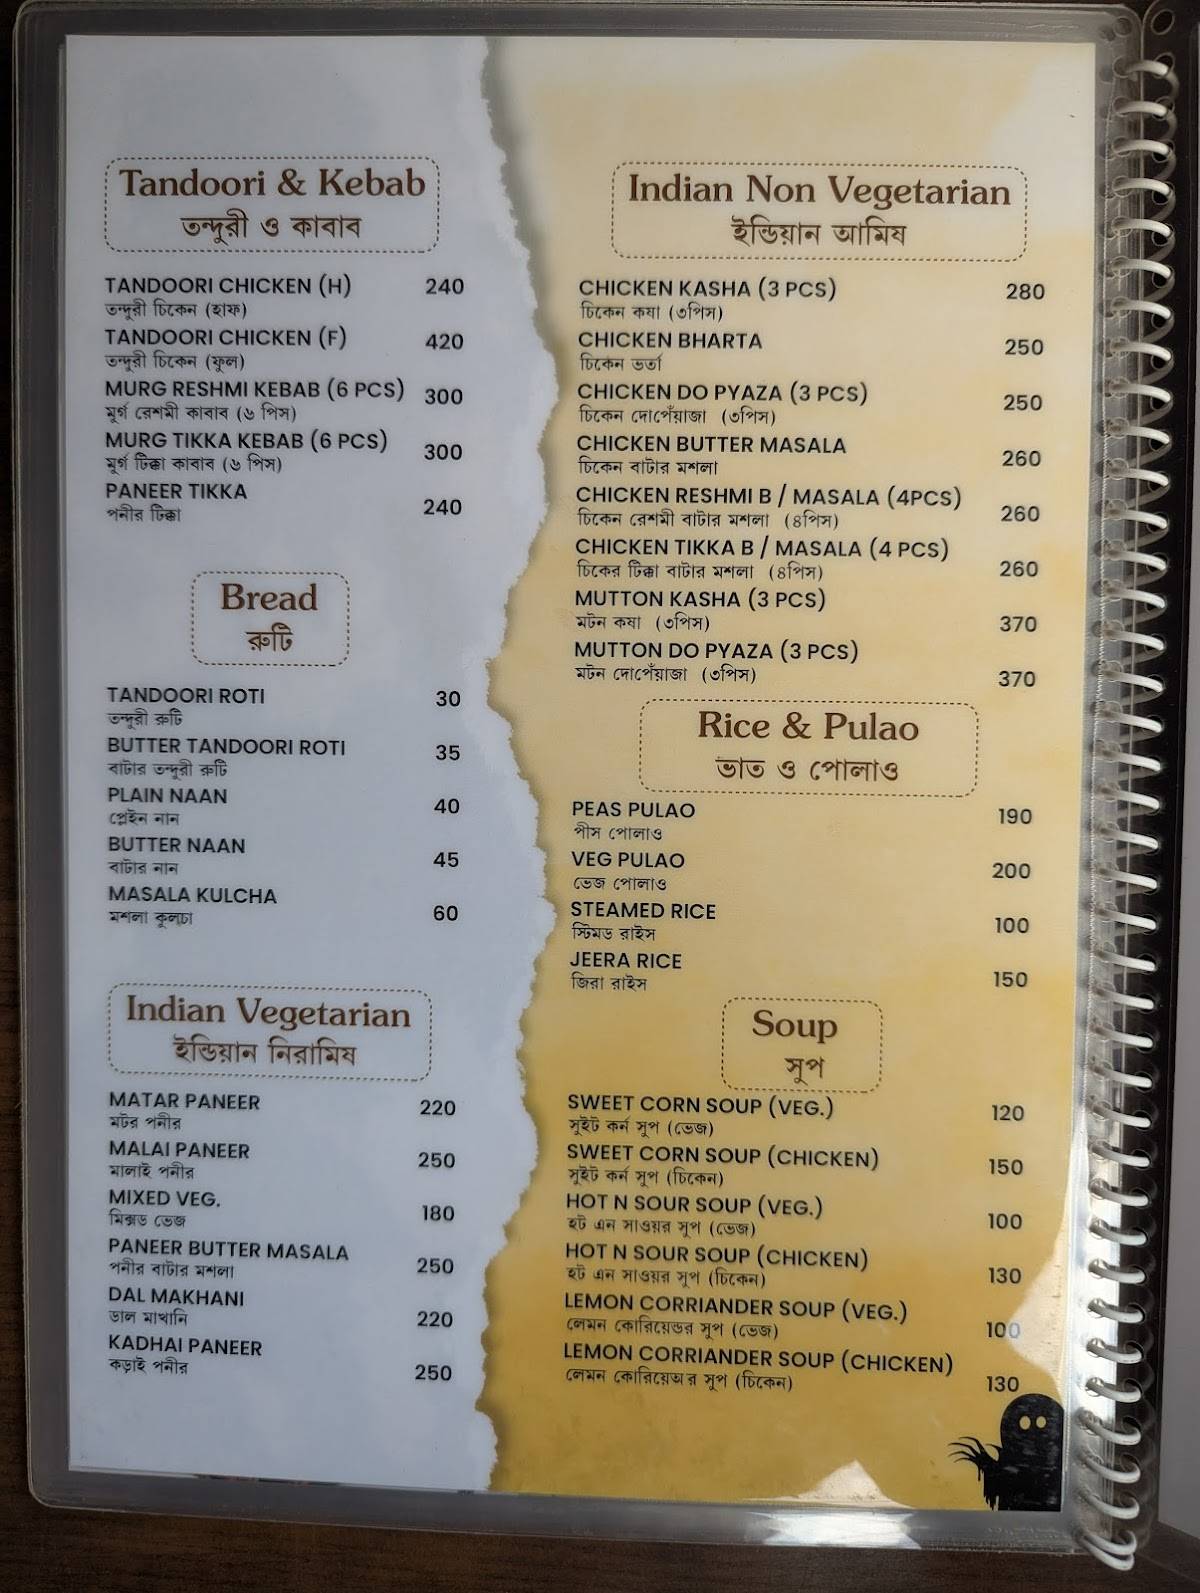 Tandoori & Kebab
তন্দুরী ও কাবাব
TANDOORI CHICKEN (H) 240
তন্দুরী চিকেন (হাফ)
TANDOORI CHICKEN (F) 420
তন্দুরী চিকেন (ফুল)
MURG RESHMI KEBAB (6 PCS) 300
মুর্গ রেশমী কাবাব (৬ পিস)
MURG TIKKA KEBAB (6 PCS) 300
মুর্গ টিক্কা কাবাব (৬ পিস)
PANEER TIKKA 240
পনীর টিক্কা
Bread
রুটি
TANDOORI ROTI 30
তন্দুরী রুটি
BUTTER TANDOORI ROTI 35
বাটার তন্দুরী রুটি
PLAIN NAAN 40
প্লেইন নান
BUTTER NAAN 45
বাটার নান
MASALA KULCHA 60
মশলা কুলচা
Indian Vegetarian
ইন্ডিয়ান নিরামিষ
MATAR PANEER 220
মটর পনীর
MALAI PANEER 250
মালাই পনীর
MIXED VEG. 180
মিক্সড ভেজ
PANEER BUTTER MASALA 250
পনীর বাটার মশলা
DAL MAKHANI 220
ডাল মাখানি
KADHAI PANEER 250
কড়াই পনীর
Indian Non Vegetarian
ইন্ডিয়ান আমিষ
CHICKEN KASHA (3 PCS) 280
চিকেন কষা (৩পিস)
CHICKEN BHARTA 250
চিকেন ভর্তা
CHICKEN DO PYAZA (3 PCS) 250
চিকেন দোপেঁয়াজা (৩পিস)
CHICKEN BUTTER MASALA 260
চিকেন বাটার মশলা
CHICKEN RESHMI B / MASALA (4PCS) 260
চিকেন রেশমী বাটার মশলা (৪পিস)
CHICKEN TIKKA B / MASALA (4 PCS) 260
চিকের টিক্কা বাটার মশলা (৪পিস)
MUTTON KASHA (3 PCS) 370
মটন কষা (৩পিস)
MUTTON DO PYAZA (3 PCS) 370
মটন দোপেঁয়াজা (৩পিস)
Rice & Pulao
ভাত ও পোলাও
PEAS PULAO 190
পীস পোলাও
VEG PULAO 200
ভেজ পোলাও
STEAMED RICE 100
স্টিমড রাইস
JEERA RICE 150
জিরা রাইস
Soup
সুপ
SWEET CORN SOUP (VEG.) 120
সুইট কর্ন সুপ (ভেজ)
SWEET CORN SOUP (CHICKEN) 150
সুইট কর্ন সুপ (চিকেন)
HOT N SOUR SOUP (VEG.) 100
হট এন সাওয়র সুপ (ভেজ)
HOT N SOUR SOUP (CHICKEN) 130
হট এন সাওয়র সুপ (চিকেন)
LEMON CORRIANDER SOUP (VEG.) 100
লেমন কোরিয়েন্ডর সুপ (ভেজ)
LEMON CORRIANDER SOUP (CHICKEN) 130
লেমন কোরিয়েঅর সুপ (চিকেন)